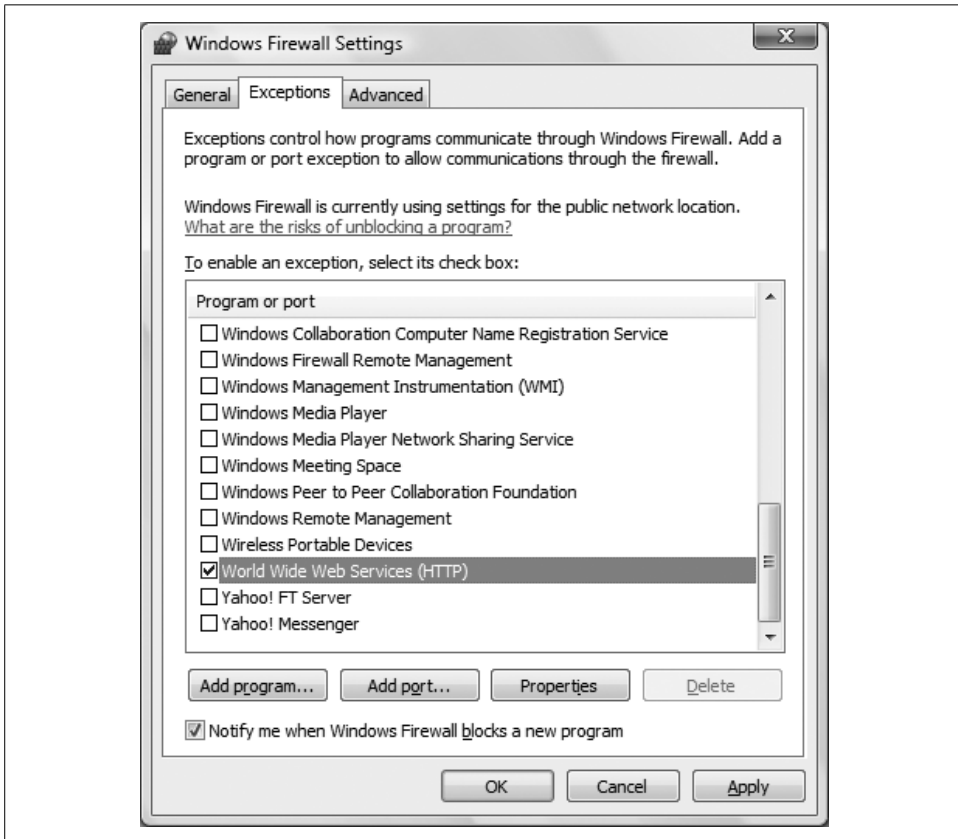 Windows Firewall Settings
General
Exceptions
Advanced
Exceptions control how programs communicate through Windows Firewall. Add a
program or port exception to allow communications through the firewall.
Windows Firewall is currently using settings for the public network location.
What are the risks of unblocking a program?
To enable an exception, select its check box:
Program or port
Windows Collaboration Computer Name Registration Service
Windows Firewall Remote Management
Windows Management Instrumentation (WMI)
Windows Media Player
Windows Media Player Network Sharing Service
Windows Meeting Space
Windows Peer to Peer Collaboration Foundation
Windows Remote Management
Wireless Portable Devices
World Wide Web Services (HTTP)
Yahoo! FT Server
Yahoo! Messenger
Add program...
Add port...
Properties
Delete
Notify me when Windows Firewall blocks a new program
OK
Cancel
Apply